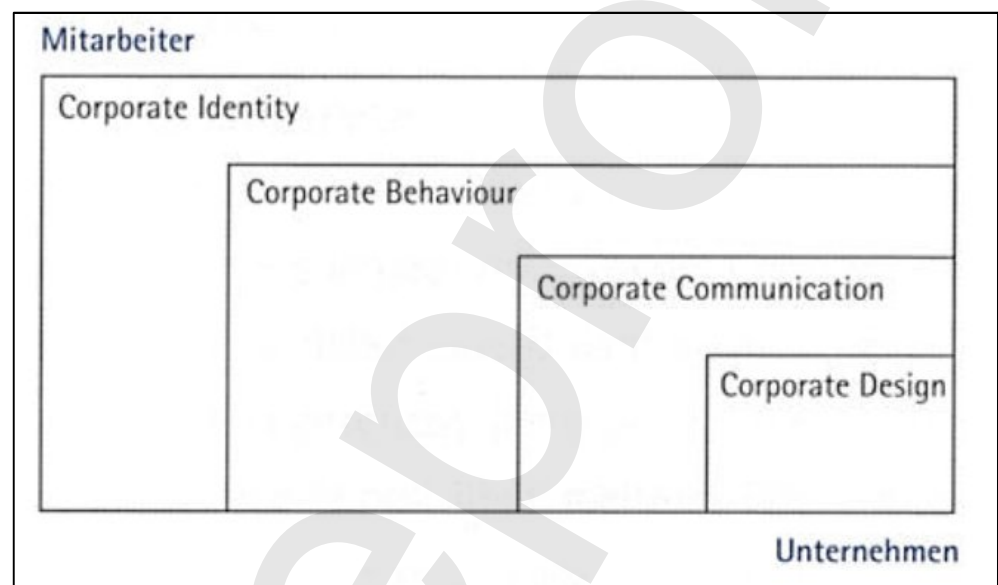 Mitarbeiter
Corporate Identity
Corporate Behaviour
Corporate Communication
Corporate Design
Unternehmen